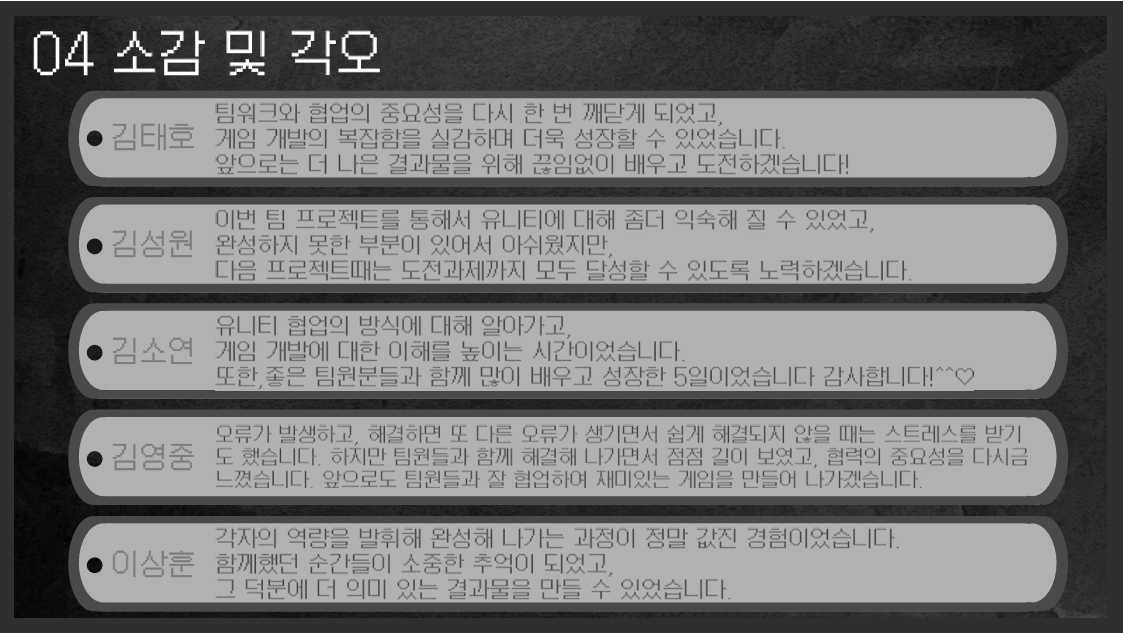 04 소감 및 각오
김태호
팀워크와 협업의 중요성을 다시 한 번 깨닫게 되었고,
게임 개발의 복잡함을 실감하며 더욱 성장할 수 있었습니다.
앞으로는 더 나은 결과물을 위해 끊임없이 배우고 도전하겠습니다!
김성원
이번 팀 프로젝트를 통해서 유니티에 대해 좀더 익숙해 질 수 있었고,
완성하지 못한 부분이 있어서 아쉬웠지만,
다음 프로젝트때는 도전과제까지 모두 달성할 수 있도록 노력하겠습니다.
김소연
유니티 협업의 방식에 대해 알아가고,
게임 개발에 대한 이해를 높이는 시간이었습니다.
또한,좋은 팀원분들과 함께 많이 배우고 성장한 5일이었습니다 감사합니다!^^♡
김영중
오류가 발생하고, 해결하면 또 다른 오류가 생기면서 쉽게 해결되지 않을 때는 스트레스를 받기
도 했습니다. 하지만 팀원들과 함께 해결해 나가면서 점점 길이 보였고, 협력의 중요성을 다시금
느꼈습니다. 앞으로도 팀원들과 잘 협업하여 재미있는 게임을 만들어 나가겠습니다.
이상훈
각자의 역량을 발휘해 완성해 나가는 과정이 정말 값진 경험이었습니다.
함께했던 순간들이 소중한 추억이 되었고,
그 덕분에 더 의미 있는 결과물을 만들 수 있었습니다.